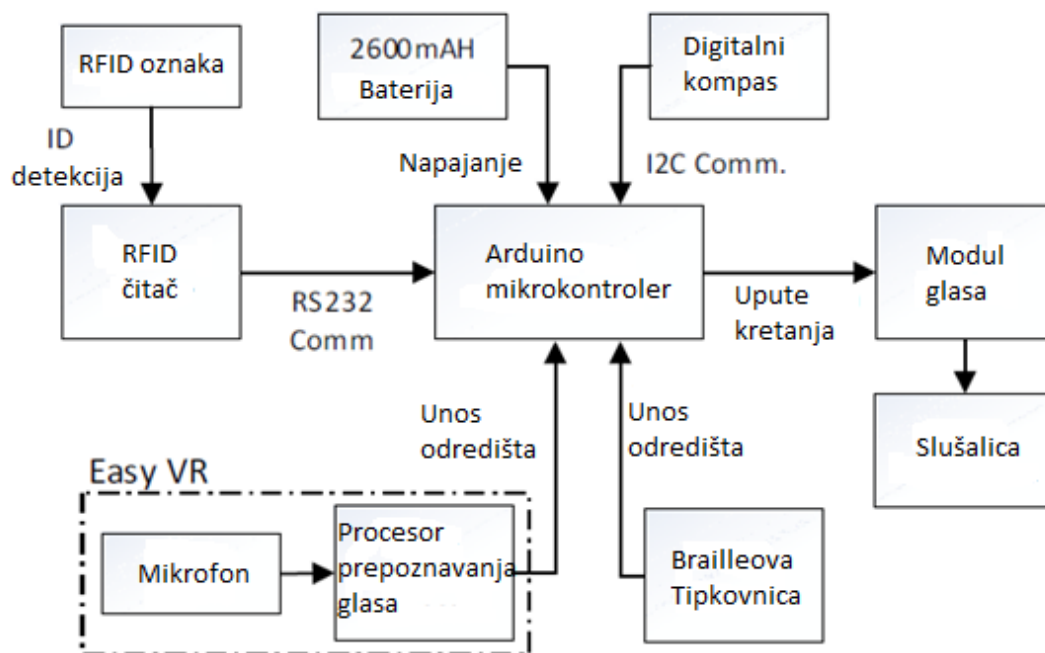 RFID oznaka
2600mAH
Baterija
Digitalni
kompas
ID
detekcija
Napajanje
I2C Comm.
RFID
čitač
RS232
Comm
Arduino
mikrokontroler
Upute
kretanja
Modul
glasa
Unos
odredišta
Unos
odredišta
Slušalica
Easy VR
Mikrofon
Procesor
prepoznavanja
glasa
Brailleova
Tipkovnica